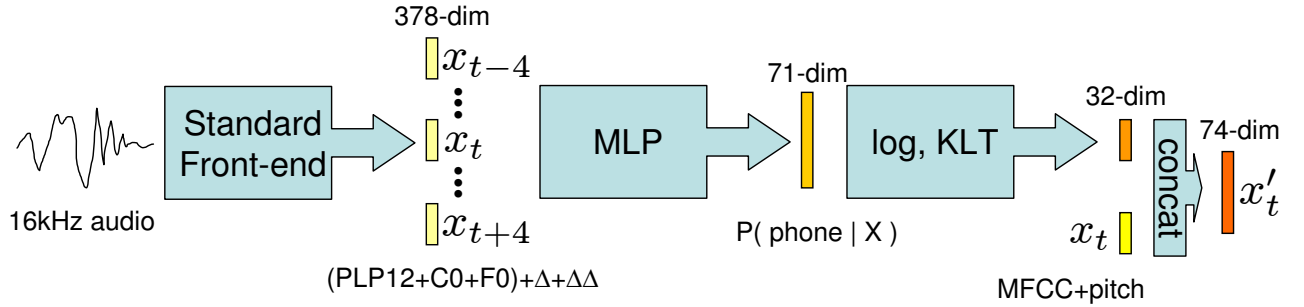 378-dim
x_{t-4}
Standard
Front-end
x_t
x_{t+4}
16kHz audio
(PLP12+C0+F0)+Δ+ΔΔ
MLP
71-dim
P( phone | X )
log, KLT
32-dim
x_t
MFCC+pitch
concat
74-dim
x'_t